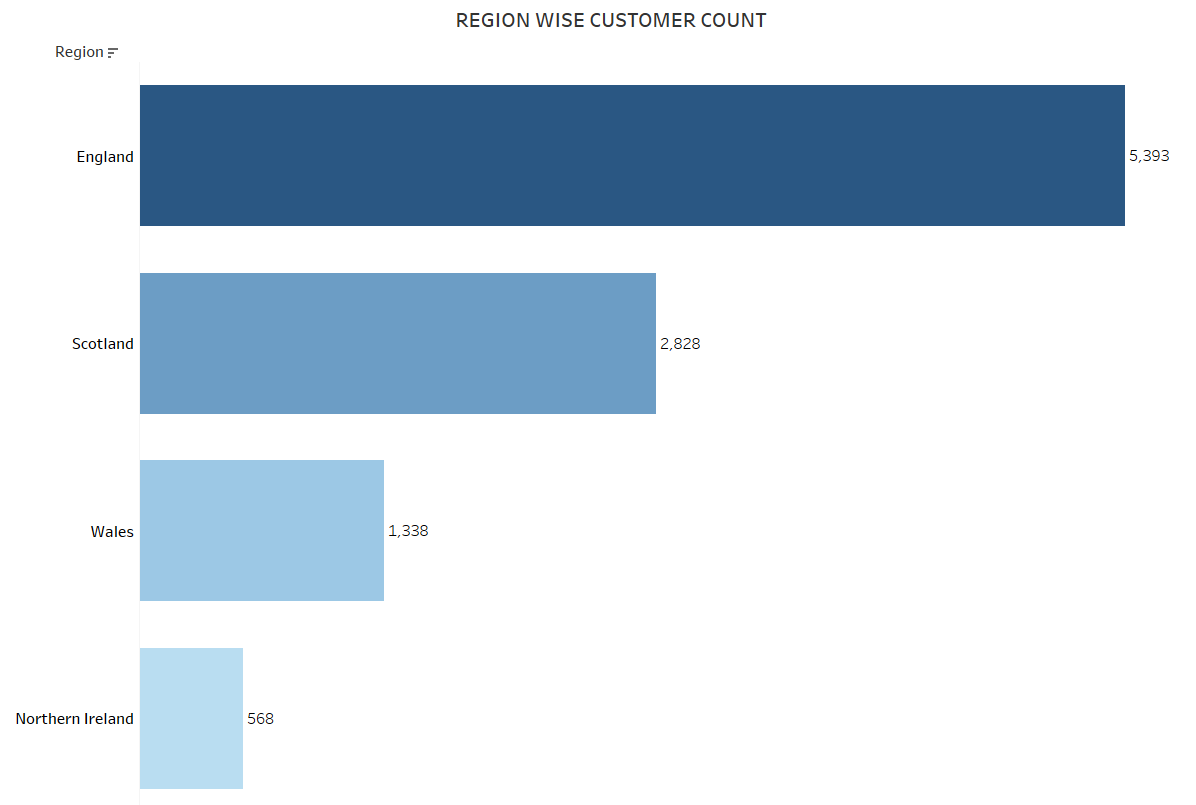 REGION WISE CUSTOMER COUNT
Region
England 5,393
Scotland 2,828
Wales 1,338
Northern Ireland 568